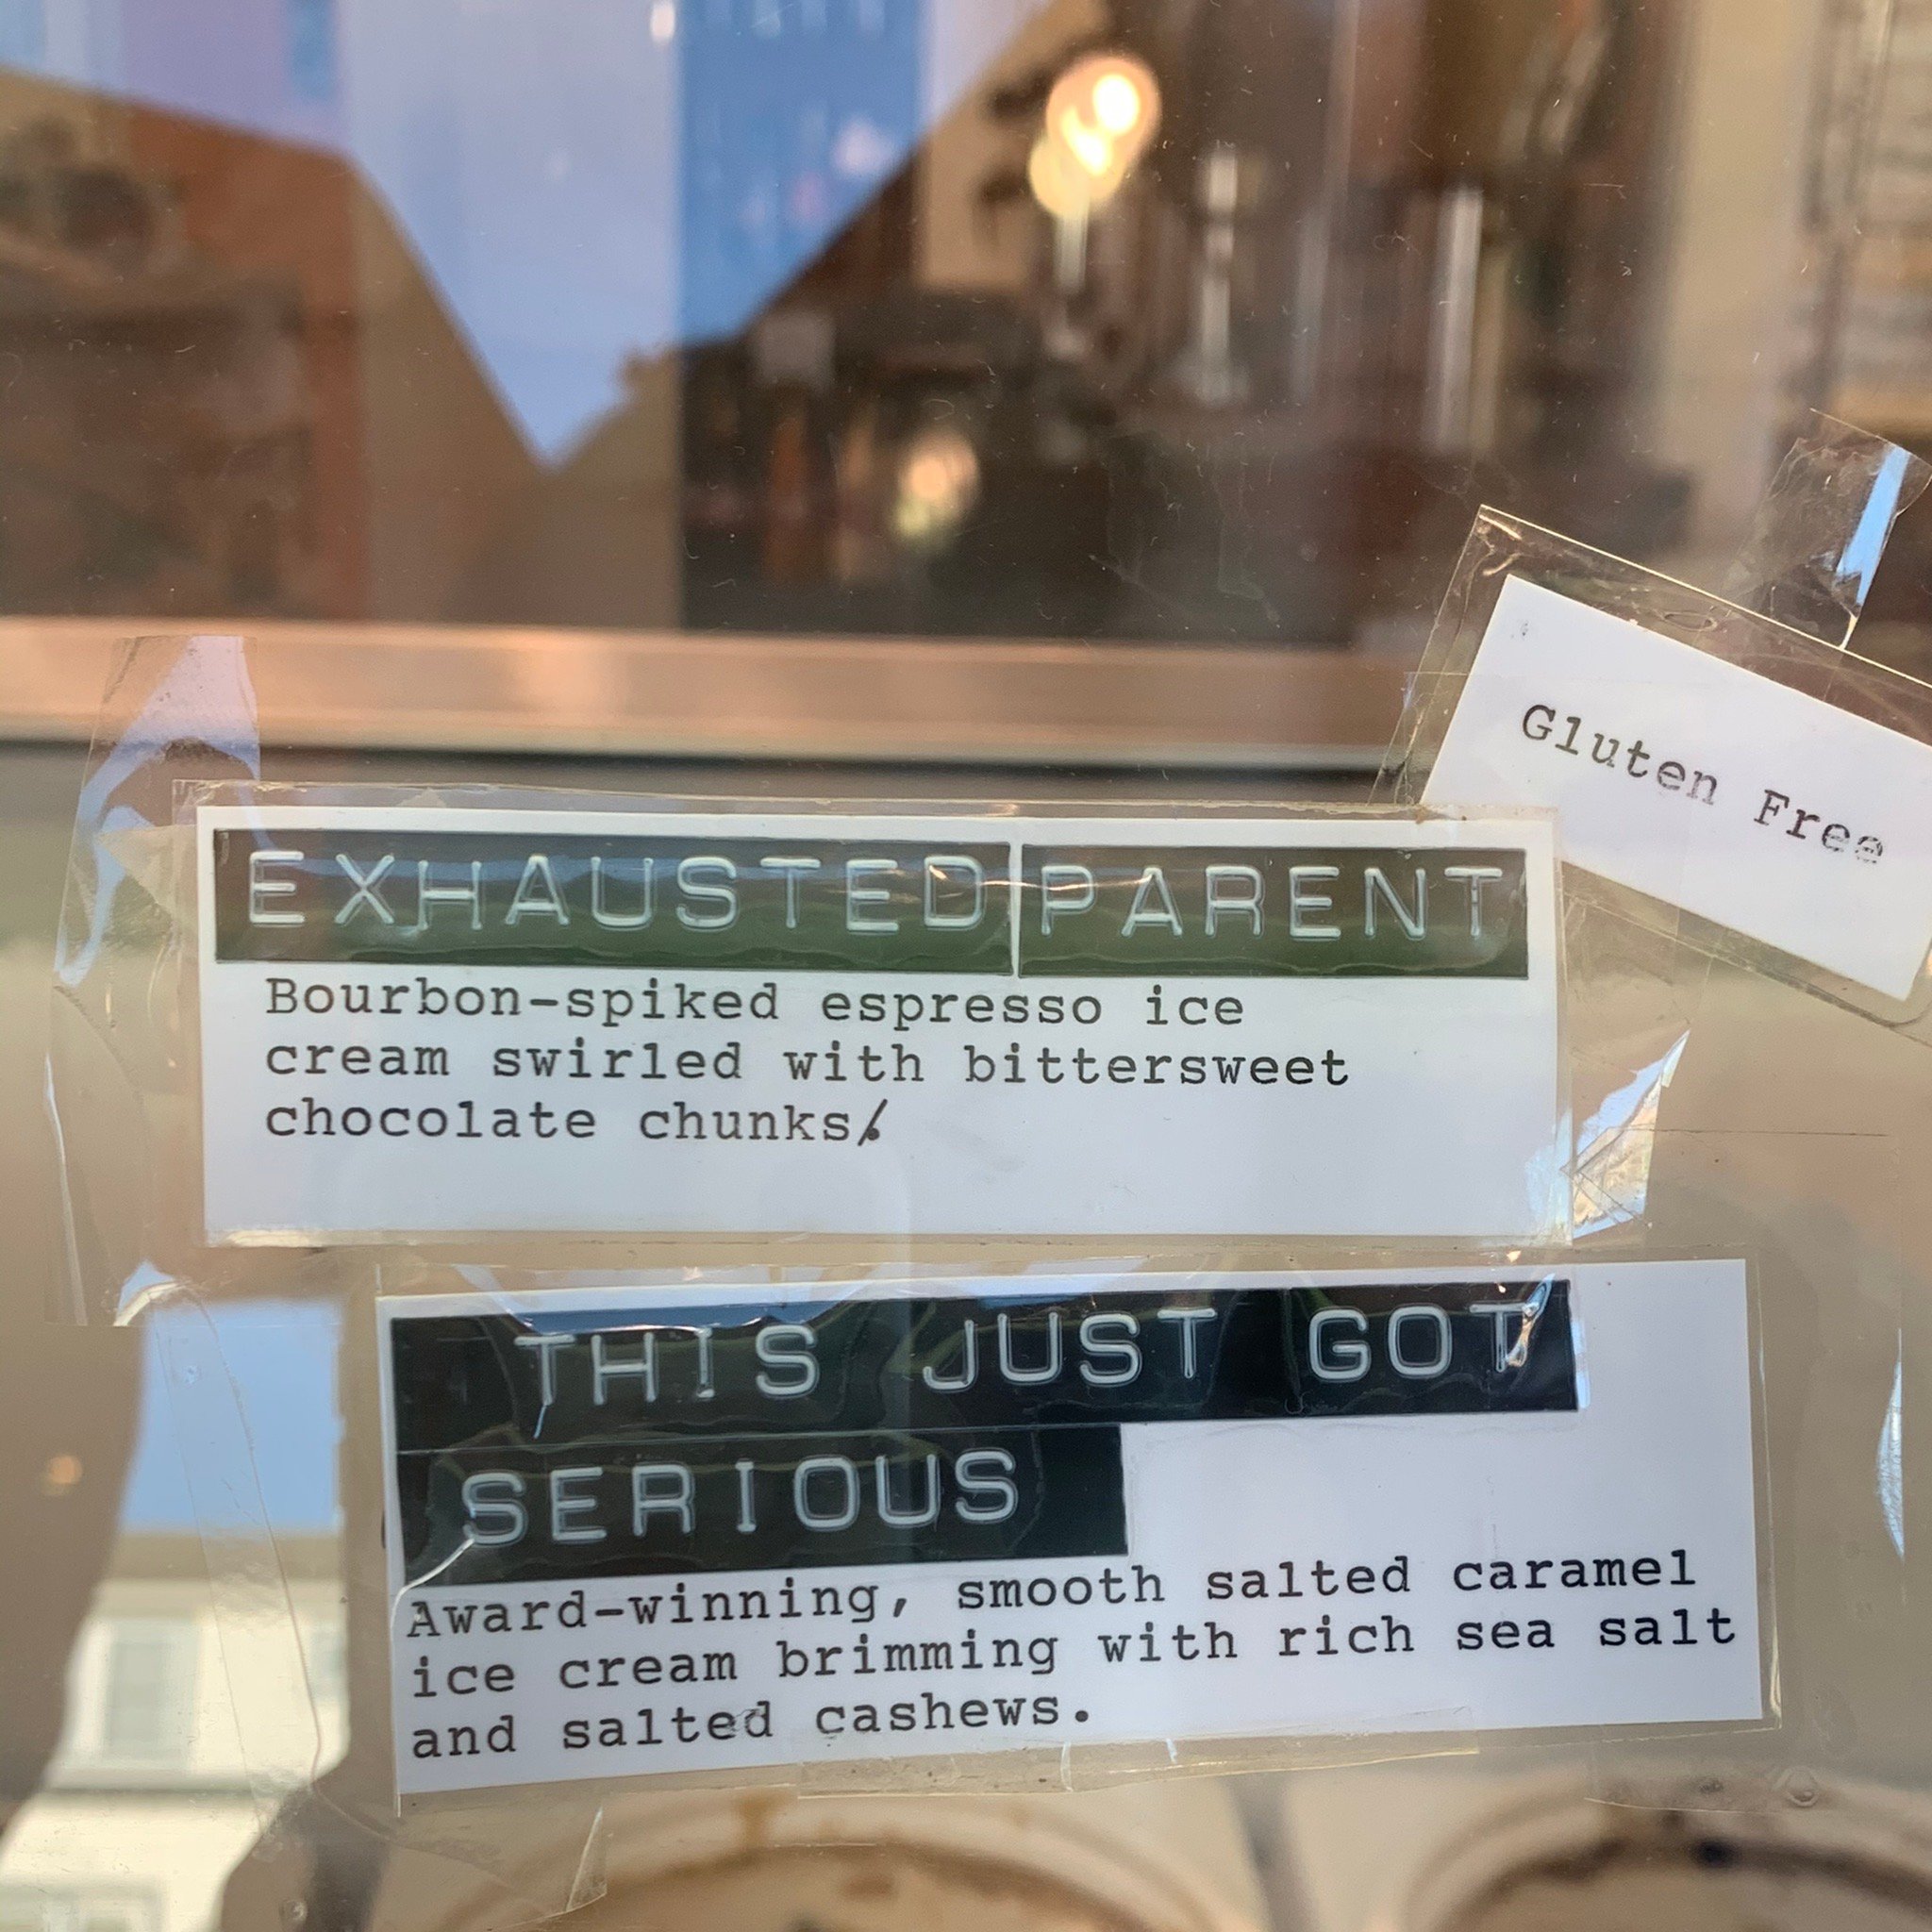 Gluten Free
EXHAUSTED PARENT
Bourbon-spiked espresso ice
cream swirled with bittersweet
chocolate chunks.
THIS JUST GOT
SERIOUS
Award-winning, smooth salted caramel
ice cream brimming with rich sea salt
and salted cashews.